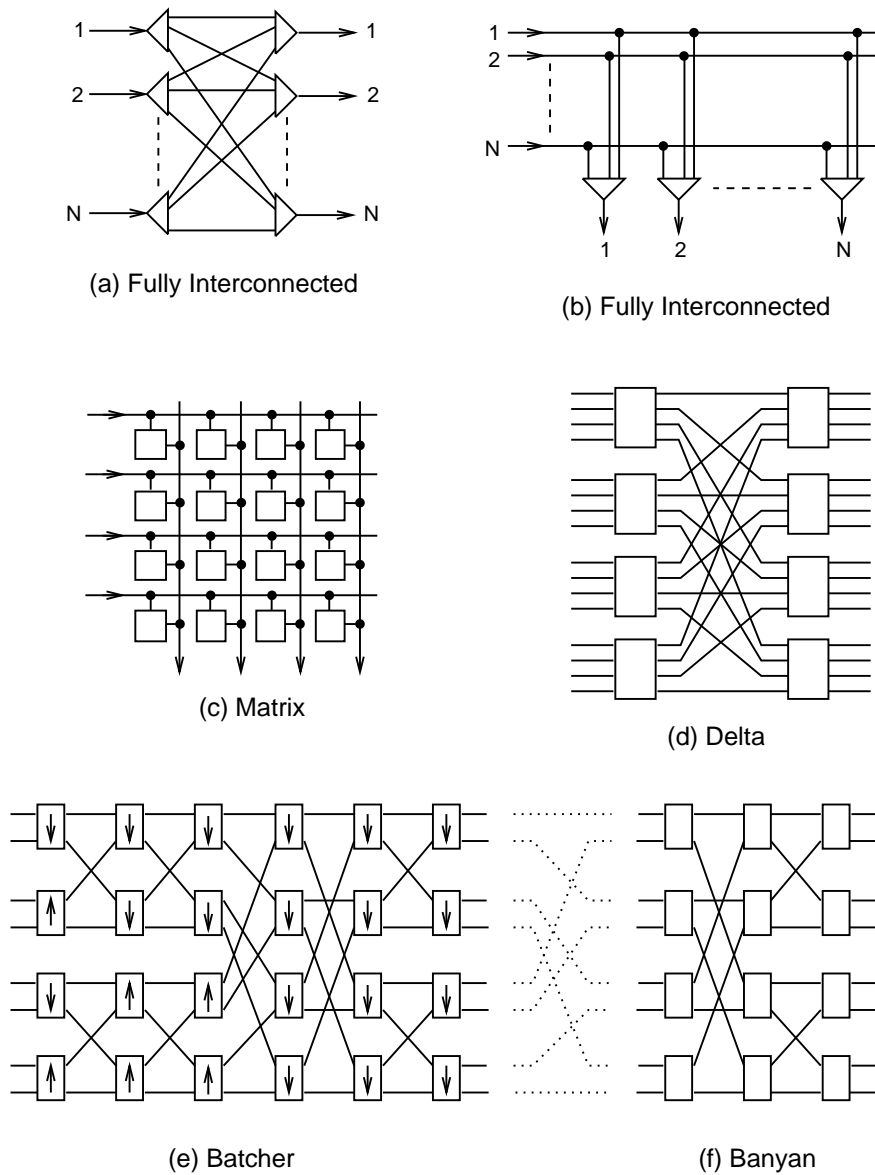 1 1
2 2
N N
(a) Fully Interconnected
1
2
N
1 2 N
(b) Fully Interconnected
(c) Matrix
(d) Delta
(e) Batcher
(f) Banyan